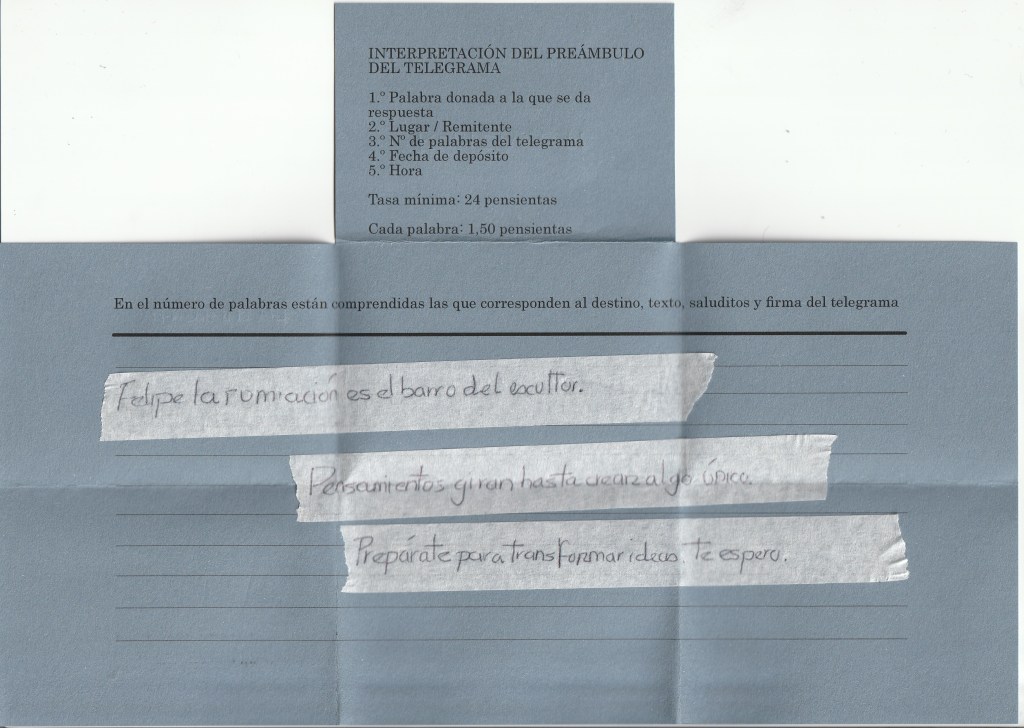 INTERPRETACIÓN DEL PREÁMBULO
DEL TELEGRAMA
1.º Palabra donada a la que se da
respuesta
2.º Lugar / Remitente
3.º Nº de palabras del telegrama
4.º Fecha de depósito
5.º Hora
Tasa mínima: 24 pensientas
Cada palabra: 1,50 pensientas
En el número de palabras están comprendidas las que corresponden al destino, texto, saluditos y firma del telegrama
Felipe la rumiación es el barro del escultor.
Pensamientos giran hasta crear algo único.
Prepárate para transformar ideas. Te espero.